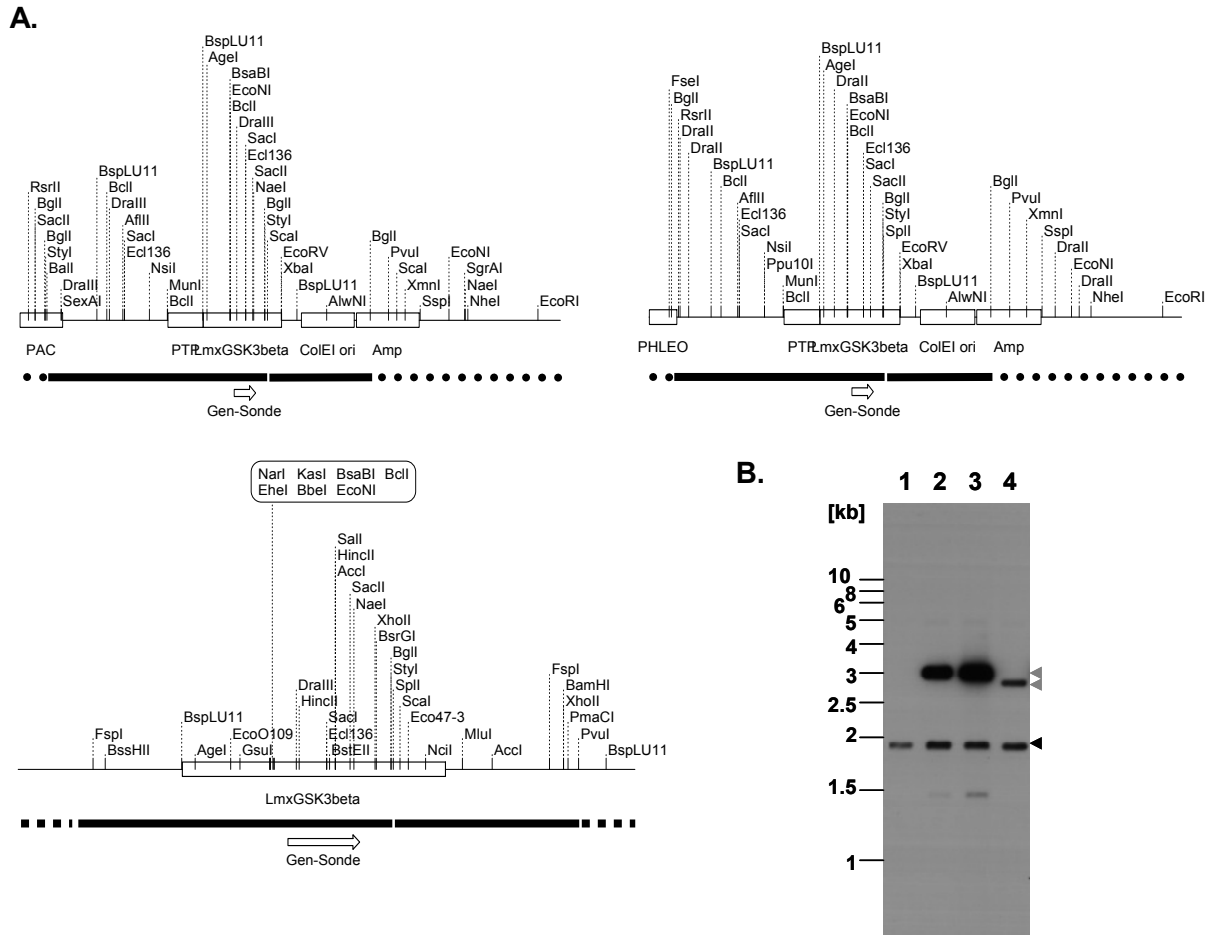 A.
BspLU11
AgeI
BsaBI
EcoNI
BclI
DraIII
SacI
Ecl136
SacII
NaeI
BglI
StyI
ScaI
EcoRV
XbaI
BspLU11
AlwNI
RsrII
BglI
SacII
BglI
StyI
BalI
DraIII
SexAI
BspLU11
BclI
DraIII
AflII
SacI
Ecl136
NsiI
MunI
BclI
BglI
PvuI
ScaI
XmnI
SspI
EcoNI
SgrAI
NaeI
NheI
EcoRI
PAC
PTP
LmxGSK3beta
ColEI ori
Amp
Gen-Sonde
BspLU11
AgeI
DraII
BsaBI
EcoNI
BclI
Ecl136
SacI
SacII
BglI
StyI
SplI
EcoRV
XbaI
BspLU11
AlwNI
FseI
BglI
RsrII
DraII
DraII
BspLU11
BclI
AflII
Ecl136
SacI
NsiI
Ppu10I
MunI
BclI
BglI
PvuI
XmnI
SspI
DraII
EcoNI
DraII
NheI
EcoRI
PHLEO
PTP
LmxGSK3beta
ColEI ori
Amp
Gen-Sonde
NarI KasI BsaBI BclI
EheI BbeI EcoNI
SalI
HincII
AccI
SacII
NaeI
XhoII
BsrGI
BglI
StyI
SplI
ScaI
Eco47-3
NciI
DraIII
HincII
SacI
Ecl136
BstEII
BspLU11
AgeI
EcoO109
GsuI
FspI
BssHII
MluI
AccI
FspI
BamHI
XhoII
PmaCI
PvuI
BspLU11
LmxGSK3beta
Gen-Sonde
B.
1 2 3 4
[kb]
10
8
6
5
4
3
2.5
2
1.5
1